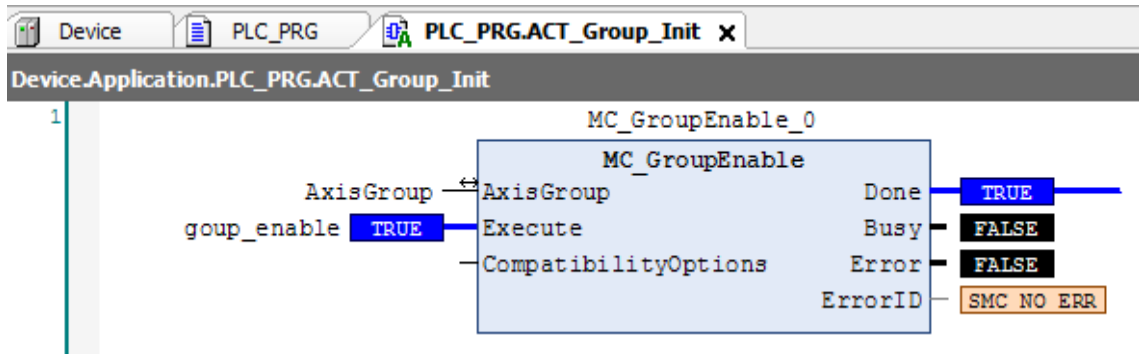 Device PLC_PRG PLC_PRG.ACT_Group_Init x
Device.Application.PLC_PRG.ACT_Group_Init
1
MC_GroupEnable_0
MC_GroupEnable
AxisGroup AxisGroup Done TRUE
goup_enable TRUE Execute Busy FALSE
CompatibilityOptions Error FALSE
ErrorID SMC NO ERR